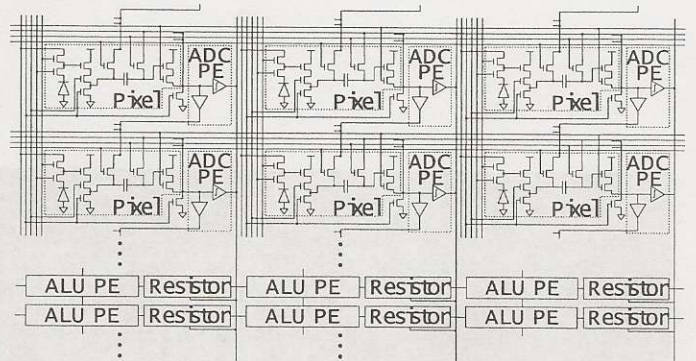 ADC ADC ADC
PE PE PE
Pixel Pixel Pixel
ADC ADC ADC
PE PE PE
Pixel Pixel Pixel
ALU PE Resistor ALU PE Resistor ALU PE Resistor
ALU PE Resistor ALU PE Resistor ALU PE Resistor